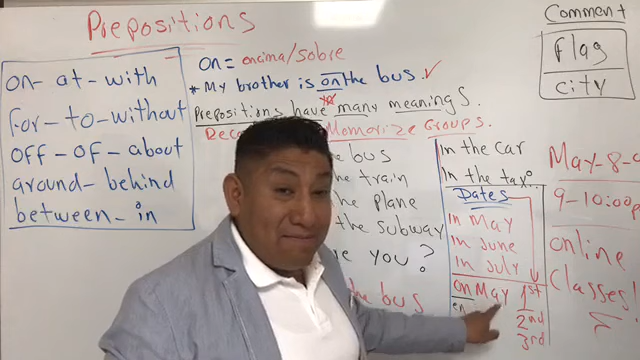 Prepositions
on - at - with
for - to - without
off - of - about
around - behind
between - in
on = encima/sobre
* My brother is on the bus. ✓
Prepositions have many meanings.
Memorize Groups.
bus
the train
the plane
the subway
you?
the bus
in the car
in the taxi
Dates
in May
in June
in July
on May 1st
en
2nd
3rd
Comment
flag
city
May-8-
9-10:00p
online
Classes!